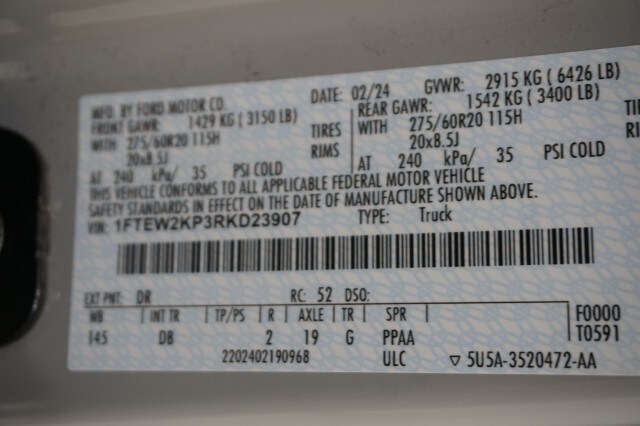 MFD. BY FORD MOTOR CO. DATE: 02/24 GVWR: 2915 KG ( 6426 LB)
FRONT GAWR: 1429 KG ( 3150 LB) REAR GAWR: 1542 KG ( 3400 LB)
WITH 275/60R20 115H TIRES WITH 275/60R20 115H
20x8.5J RIMS 20x8.5J
AT 240 kPa/ 35 PSI COLD AT 240 kPa/ 35 PSI COLD
THIS VEHICLE CONFORMS TO ALL APPLICABLE FEDERAL MOTOR VEHICLE
SAFETY STANDARDS IN EFFECT ON THE DATE OF MANUFACTURE SHOWN ABOVE.
VIN: 1FTEW2KP3RKD23907 TYPE: Truck
EXT PNT: DR RC: 52 DSO:
WB INT TR TP/PS R AXLE TR SPR F0000
145 DB 2 19 G PPAA T0591
2202402190968 ULC ▽ 5U5A-3520472-AA